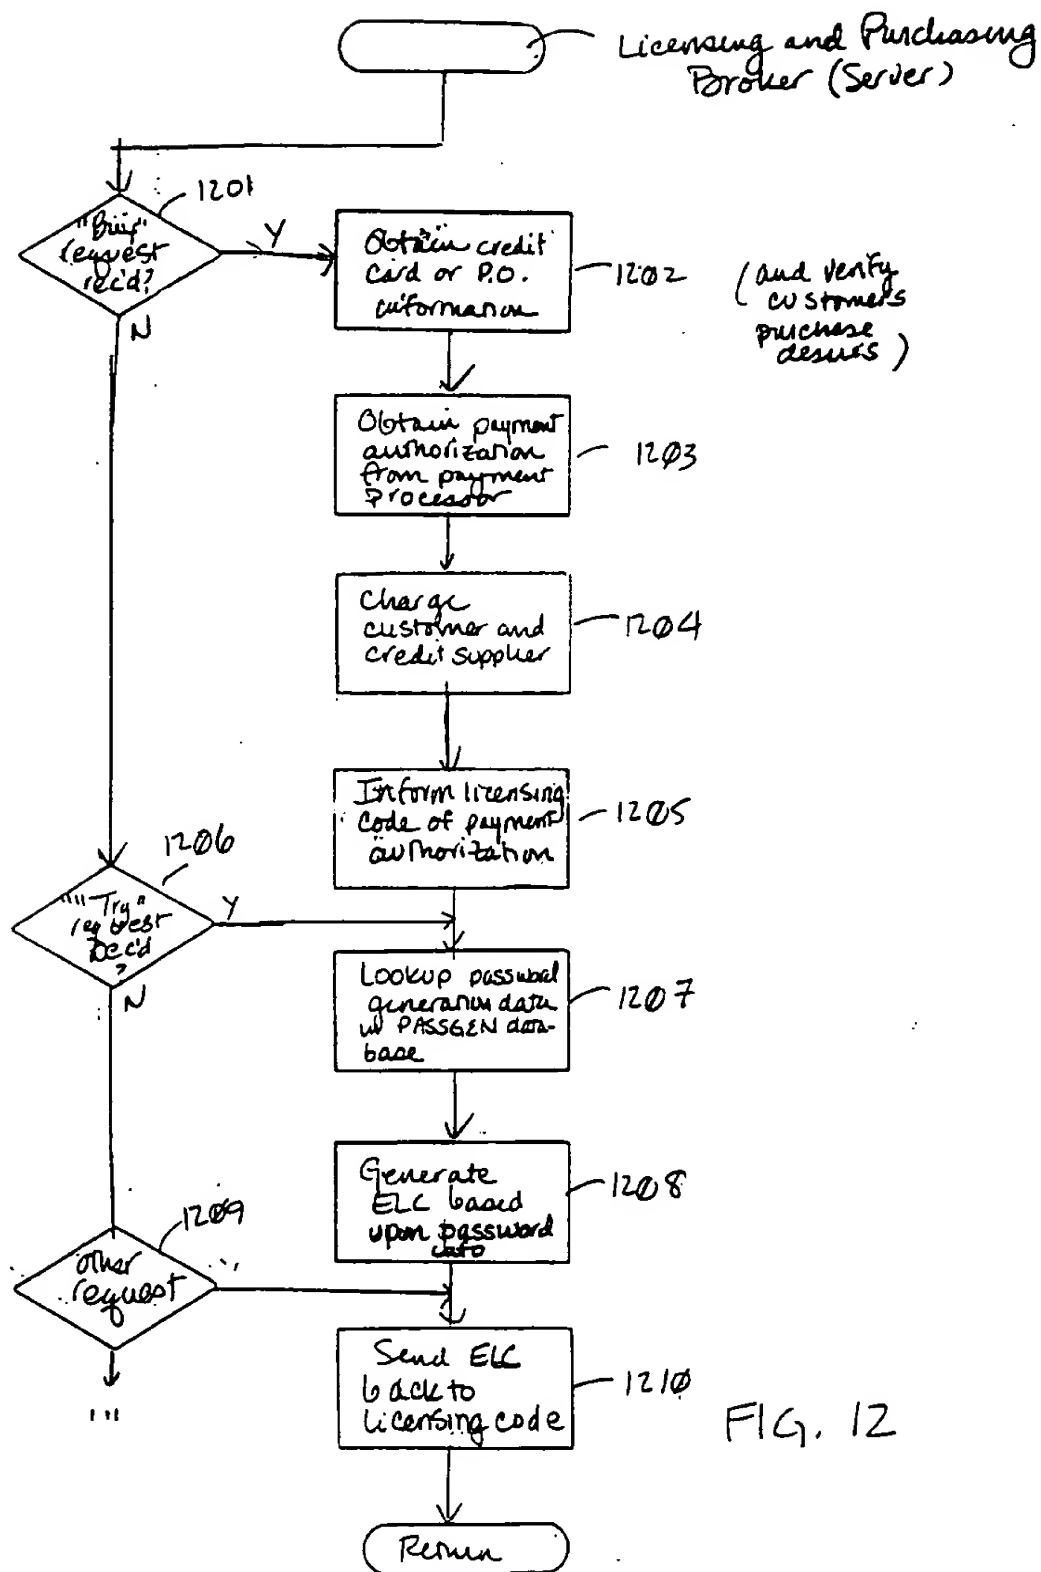 Licensing and Purchasing
Broker (Server)
1201
"Buy"
request
rec'd?
Y
N
Obtain credit
Card or P.O.
information
1202
(and verify
customers
purchase
desires)
Obtain payment
authorization
from payment
Processor
1203
Charge
customer and
credit supplier
1204
Inform licensing
code of payment
authorization
1205
1206
"Try"
request
rec'd
?
Y
N
Lookup password
generation data
in PASSGEN data-
base
1207
Generate
ELC based
upon password
info
1208
1209
other
request
...
Send ELC
back to
licensing code
1210
FIG. 12
Return